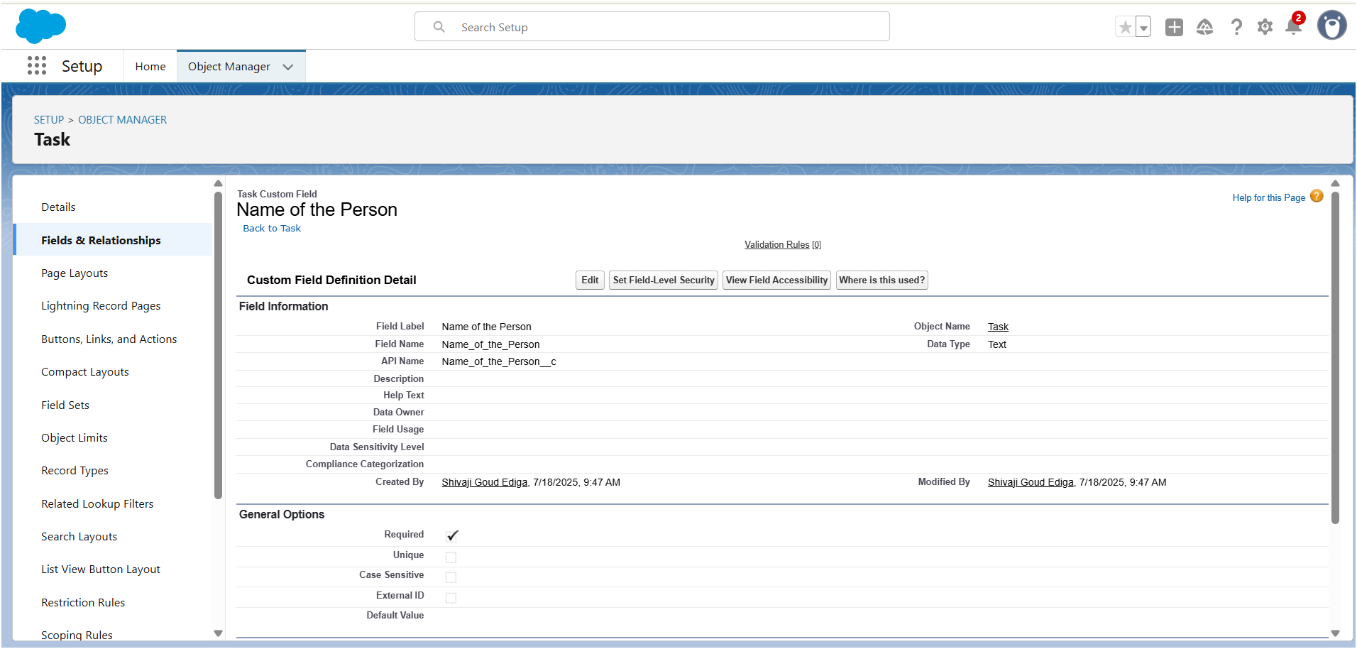 Search Setup
2
Setup
Home
Object Manager
SETUP > OBJECT MANAGER
Task
Details
Fields & Relationships
Page Layouts
Lightning Record Pages
Buttons, Links, and Actions
Compact Layouts
Field Sets
Object Limits
Record Types
Related Lookup Filters
Search Layouts
List View Button Layout
Restriction Rules
Scoping Rules
Task Custom Field
Name of the Person
Back to Task
Help for this Page ?
Validation Rules [0]
Custom Field Definition Detail
Edit Set Field-Level Security View Field Accessibility Where is this used?
Field Information
Field Label Name of the Person Object Name Task
Field Name Name_of_the_Person Data Type Text
API Name Name_of_the_Person__c
Description
Help Text
Data Owner
Field Usage
Data Sensitivity Level
Compliance Categorization
Created By Shivaji Goud Ediga, 7/18/2025, 9:47 AM Modified By Shivaji Goud Ediga, 7/18/2025, 9:47 AM
General Options
Required
Unique
Case Sensitive
External ID
Default Value